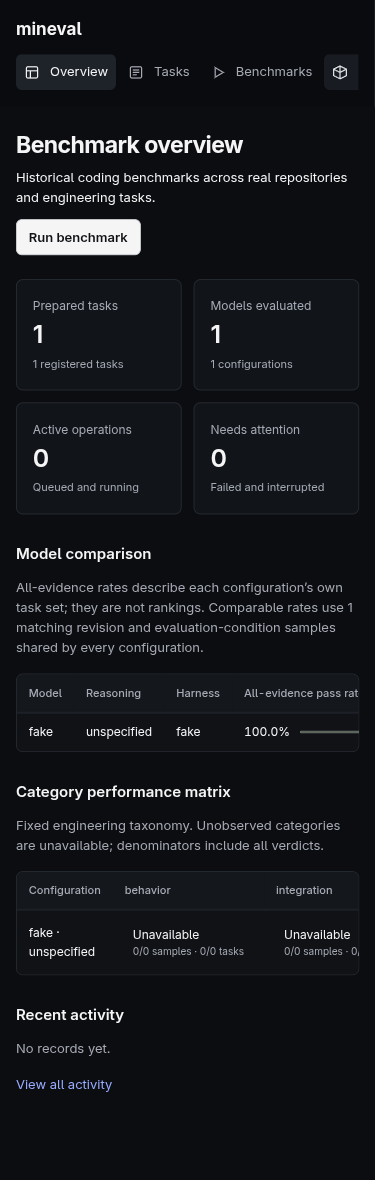 mineval
Overview Tasks Benchmarks
Benchmark overview
Historical coding benchmarks across real repositories
and engineering tasks.
Run benchmark
Prepared tasks
1
1 registered tasks
Models evaluated
1
1 configurations
Active operations
0
Queued and running
Needs attention
0
Failed and interrupted
Model comparison
All-evidence rates describe each configuration’s own
task set; they are not rankings. Comparable rates use 1
matching revision and evaluation-condition samples
shared by every configuration.
Model Reasoning Harness All-evidence pass rat
fake unspecified fake 100.0%
Category performance matrix
Fixed engineering taxonomy. Unobserved categories
are unavailable; denominators include all verdicts.
Configuration behavior integration
fake ·
unspecified
Unavailable
0/0 samples · 0/0 tasks
Unavailable
0/0 samples · 0/
Recent activity
No records yet.
View all activity